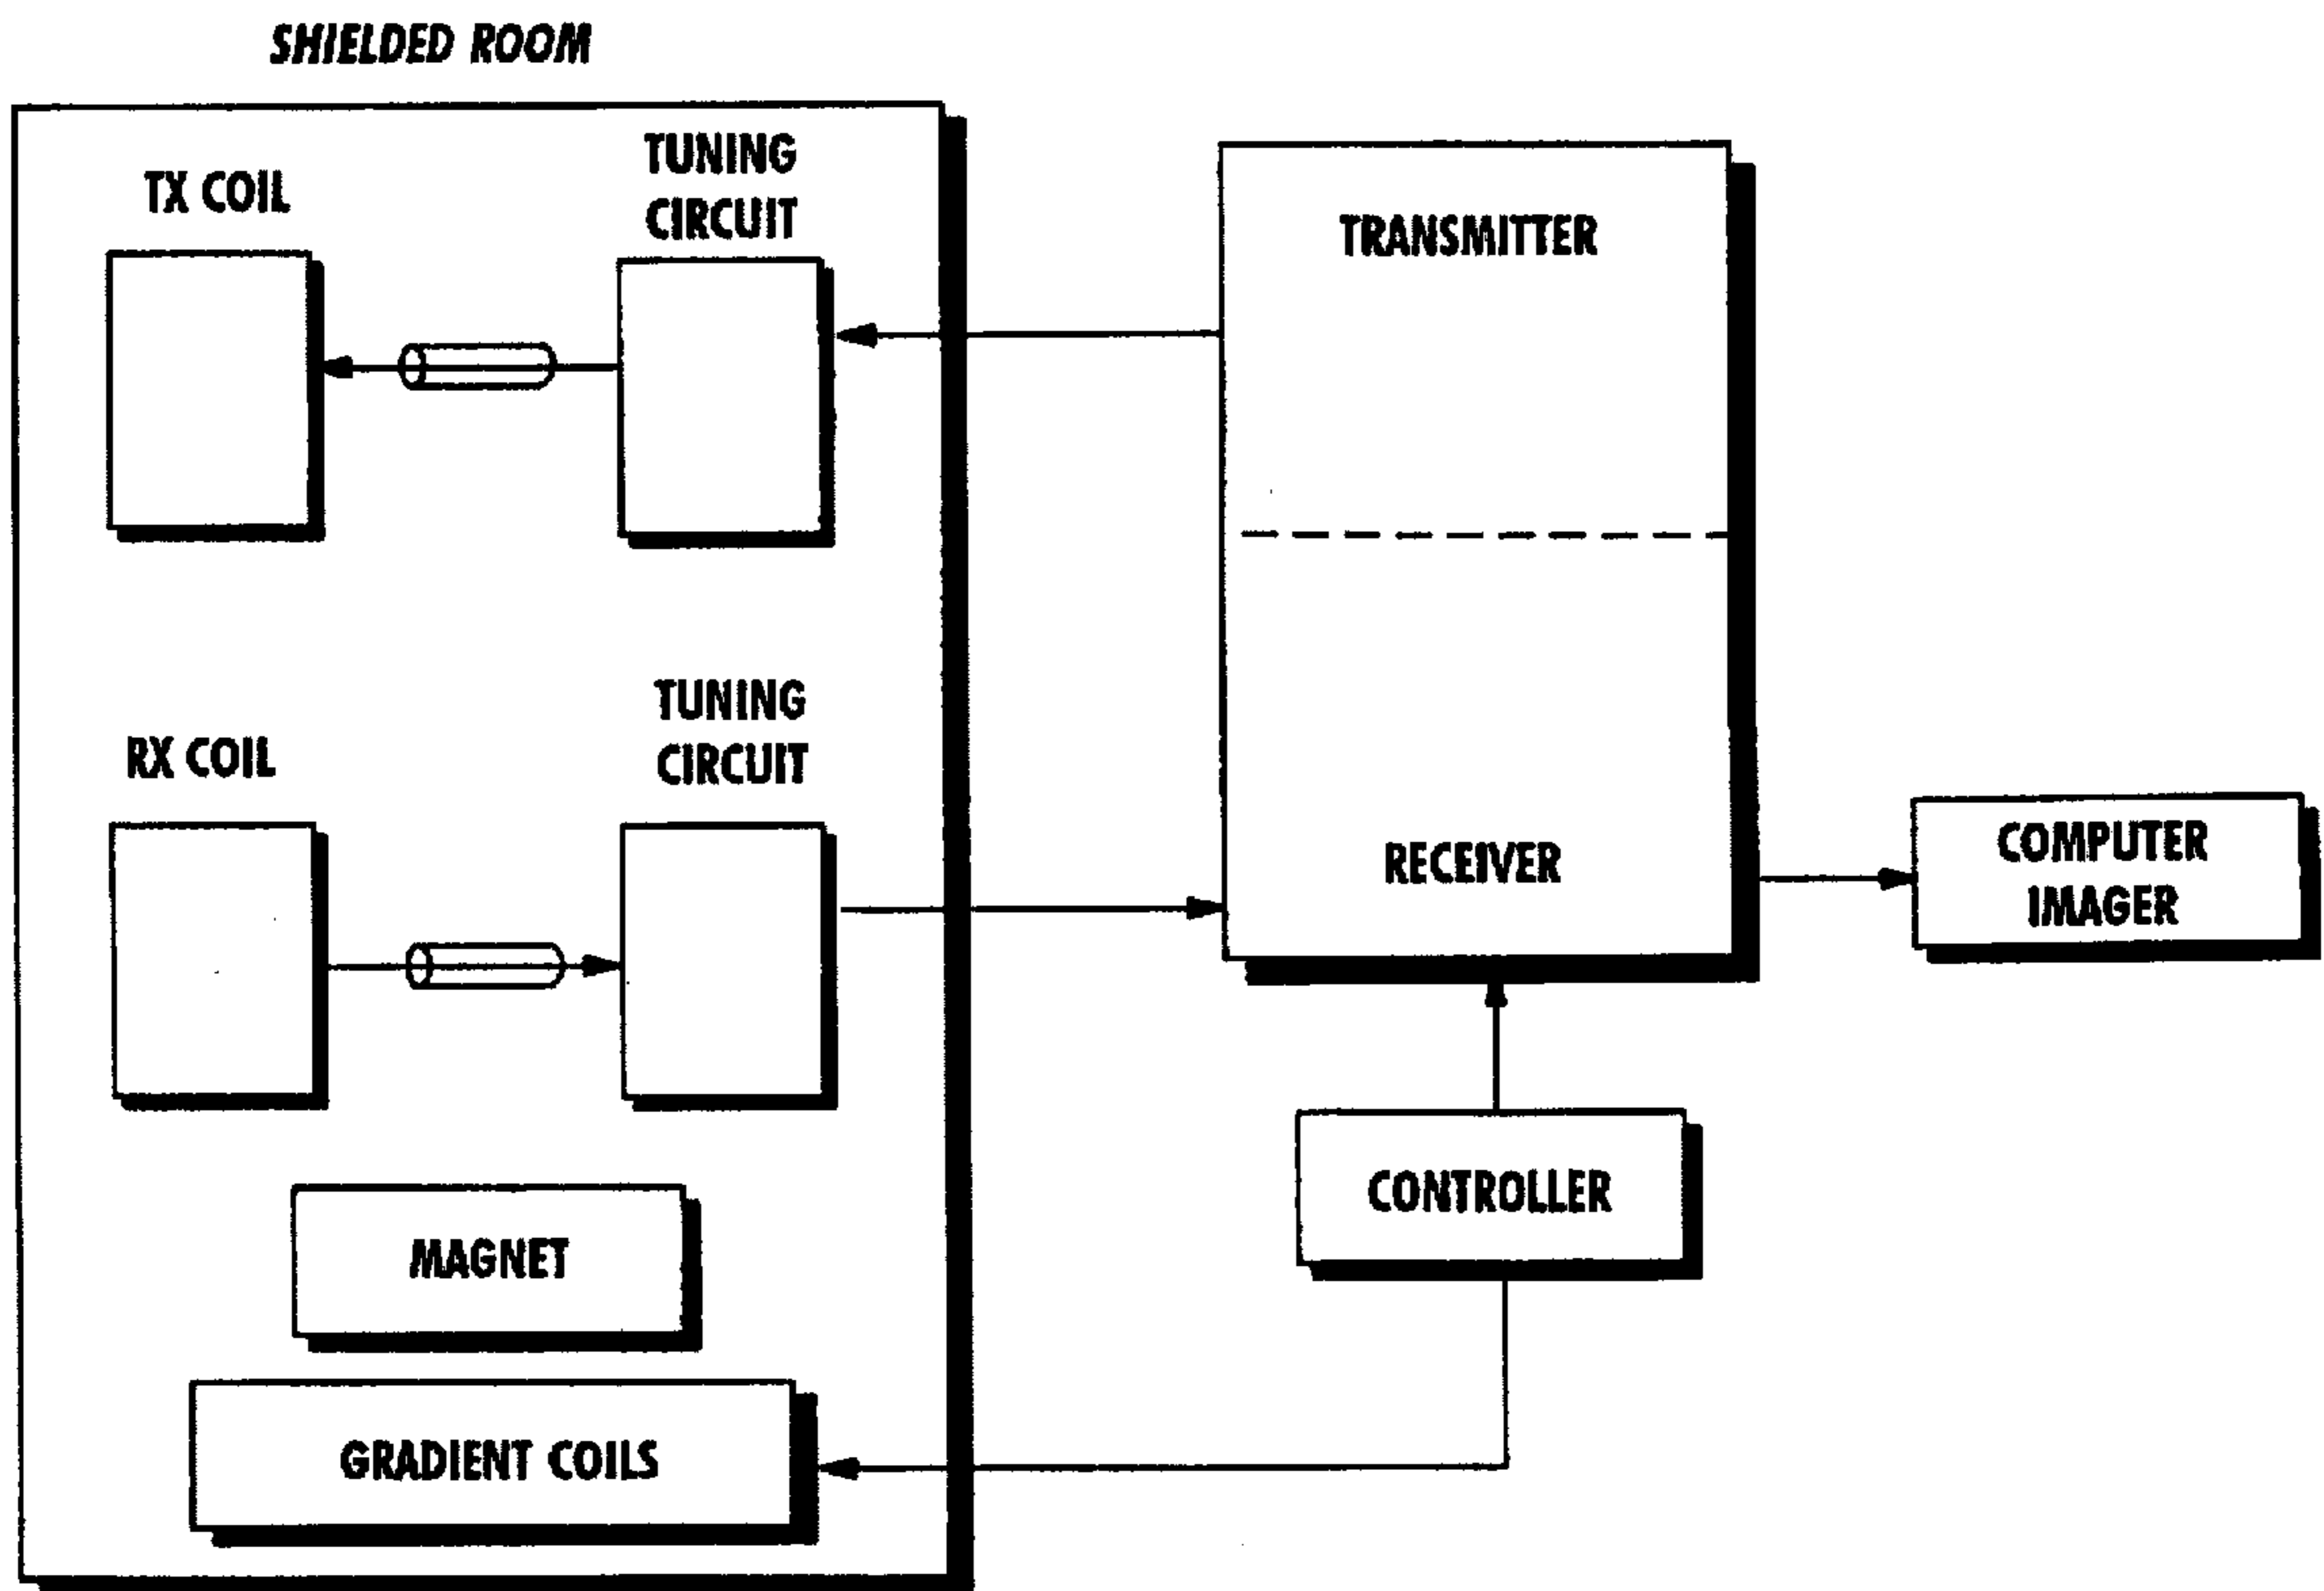 SHIELDED ROOM
TX COIL
TUNING
CIRCUIT
TRANSMITTER
RX COIL
TUNING
CIRCUIT
RECEIVER
COMPUTER
IMAGER
MAGNET
CONTROLLER
GRADIENT COILS